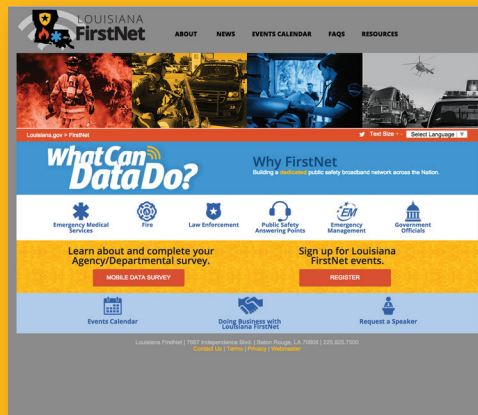 LOUISIANA
FirstNet
ABOUT NEWS EVENTS CALENDAR FAQS RESOURCES
Louisiana.gov > FirstNet
Text Size + - Select Language ▼
What Can
Data Do?
Why FirstNet
Building a dedicated public safety broadband network across the Nation.
Emergency Medical
Services
Fire
Law Enforcement
Public Safety
Answering Points
EM
Emergency
Management
Government
Officials
Learn about and complete your
Agency/Departmental survey.
MOBILE DATA SURVEY
Sign up for Louisiana
FirstNet events.
REGISTER
Events Calendar
Doing Business with
Louisiana FirstNet
Request a Speaker
Louisiana FirstNet | 7667 Independence Blvd. | Baton Rouge, LA 70806 | 225.925.7500
Contact Us | Terms | Privacy | Webmaster